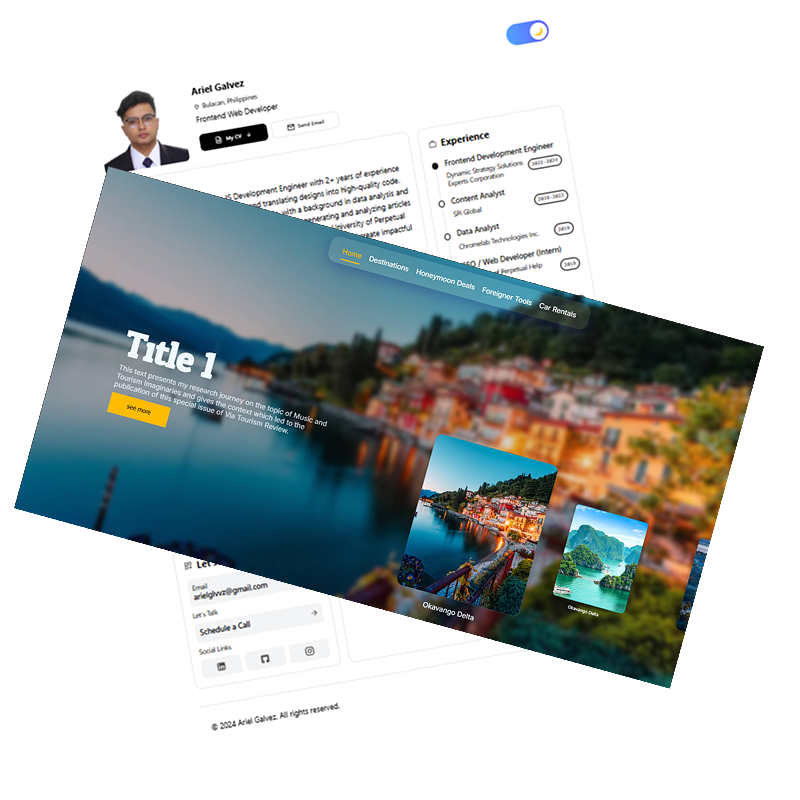 Ariel Galvez
Bulacan, Philippines
Frontend Web Developer
My CV
Send Email
JS Development Engineer with 2+ years of experience
and translating designs into high-quality code.
with a background in data analysis and
generating and analyzing articles
University of Perpetual
create impactful
Experience
Frontend Development Engineer
Dynamic Strategy Solutions
Experts Corporation
2022-2024
Content Analyst
SPi Global
2019-2022
Data Analyst
Chromelab Technologies Inc.
2019
/ Web Developer (Intern)
of Perpetual Help
2019
Home
Destinations
Honeymoon Deals
Foreigner Tools
Car Rentals
Title 1
This text presents my research journey on the topic of Music and
Tourism Imaginaries and gives the context which led to the
publication of this special issue of Via Tourism Review.
see more
Okavango Delta
Okavango Delta
Email
arielglvvz@gmail.com
Let's Talk
Schedule a Call
Social Links
© 2024 Ariel Galvez. All rights reserved.